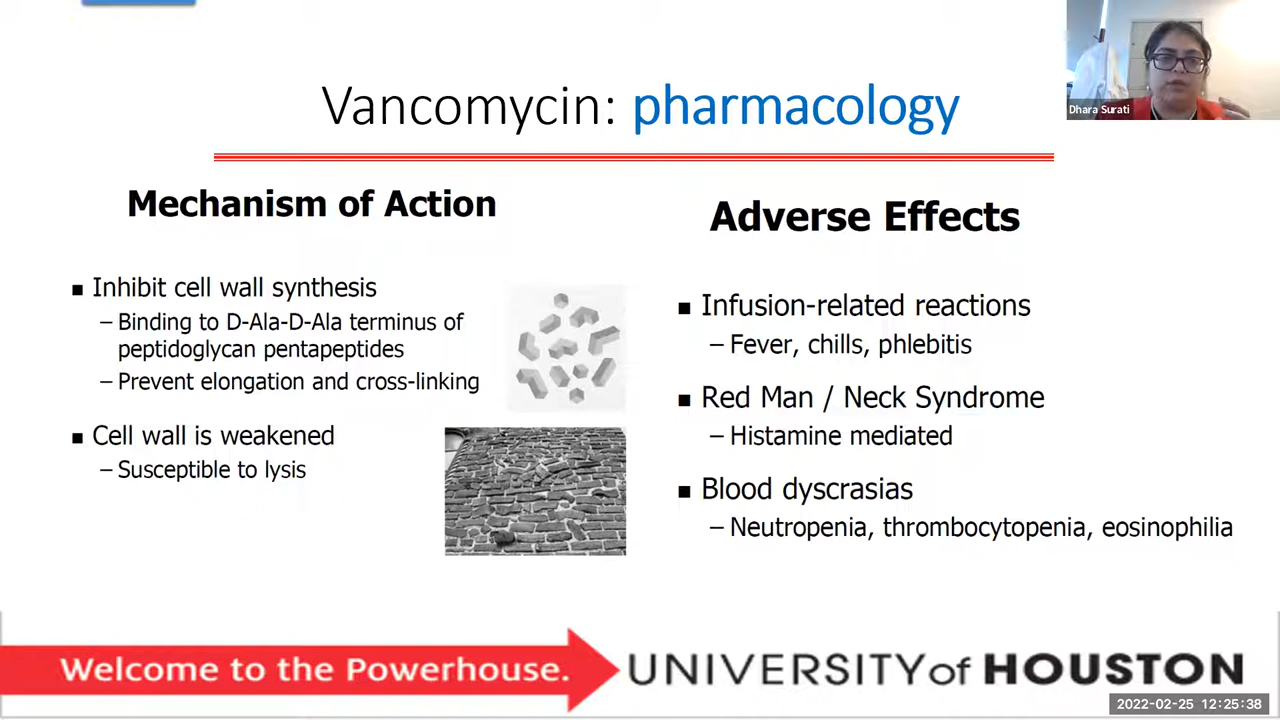 Dhara Surati
Vancomycin: pharmacology
Mechanism of Action
■ Inhibit cell wall synthesis
– Binding to D-Ala-D-Ala terminus of
peptidoglycan pentapeptides
– Prevent elongation and cross-linking
■ Cell wall is weakened
– Susceptible to lysis
Adverse Effects
■ Infusion-related reactions
– Fever, chills, phlebitis
■ Red Man / Neck Syndrome
– Histamine mediated
■ Blood dyscrasias
– Neutropenia, thrombocytopenia, eosinophilia
Welcome to the Powerhouse.
UNIVERSITY of HOUSTON
2022-02-25 12:25:38